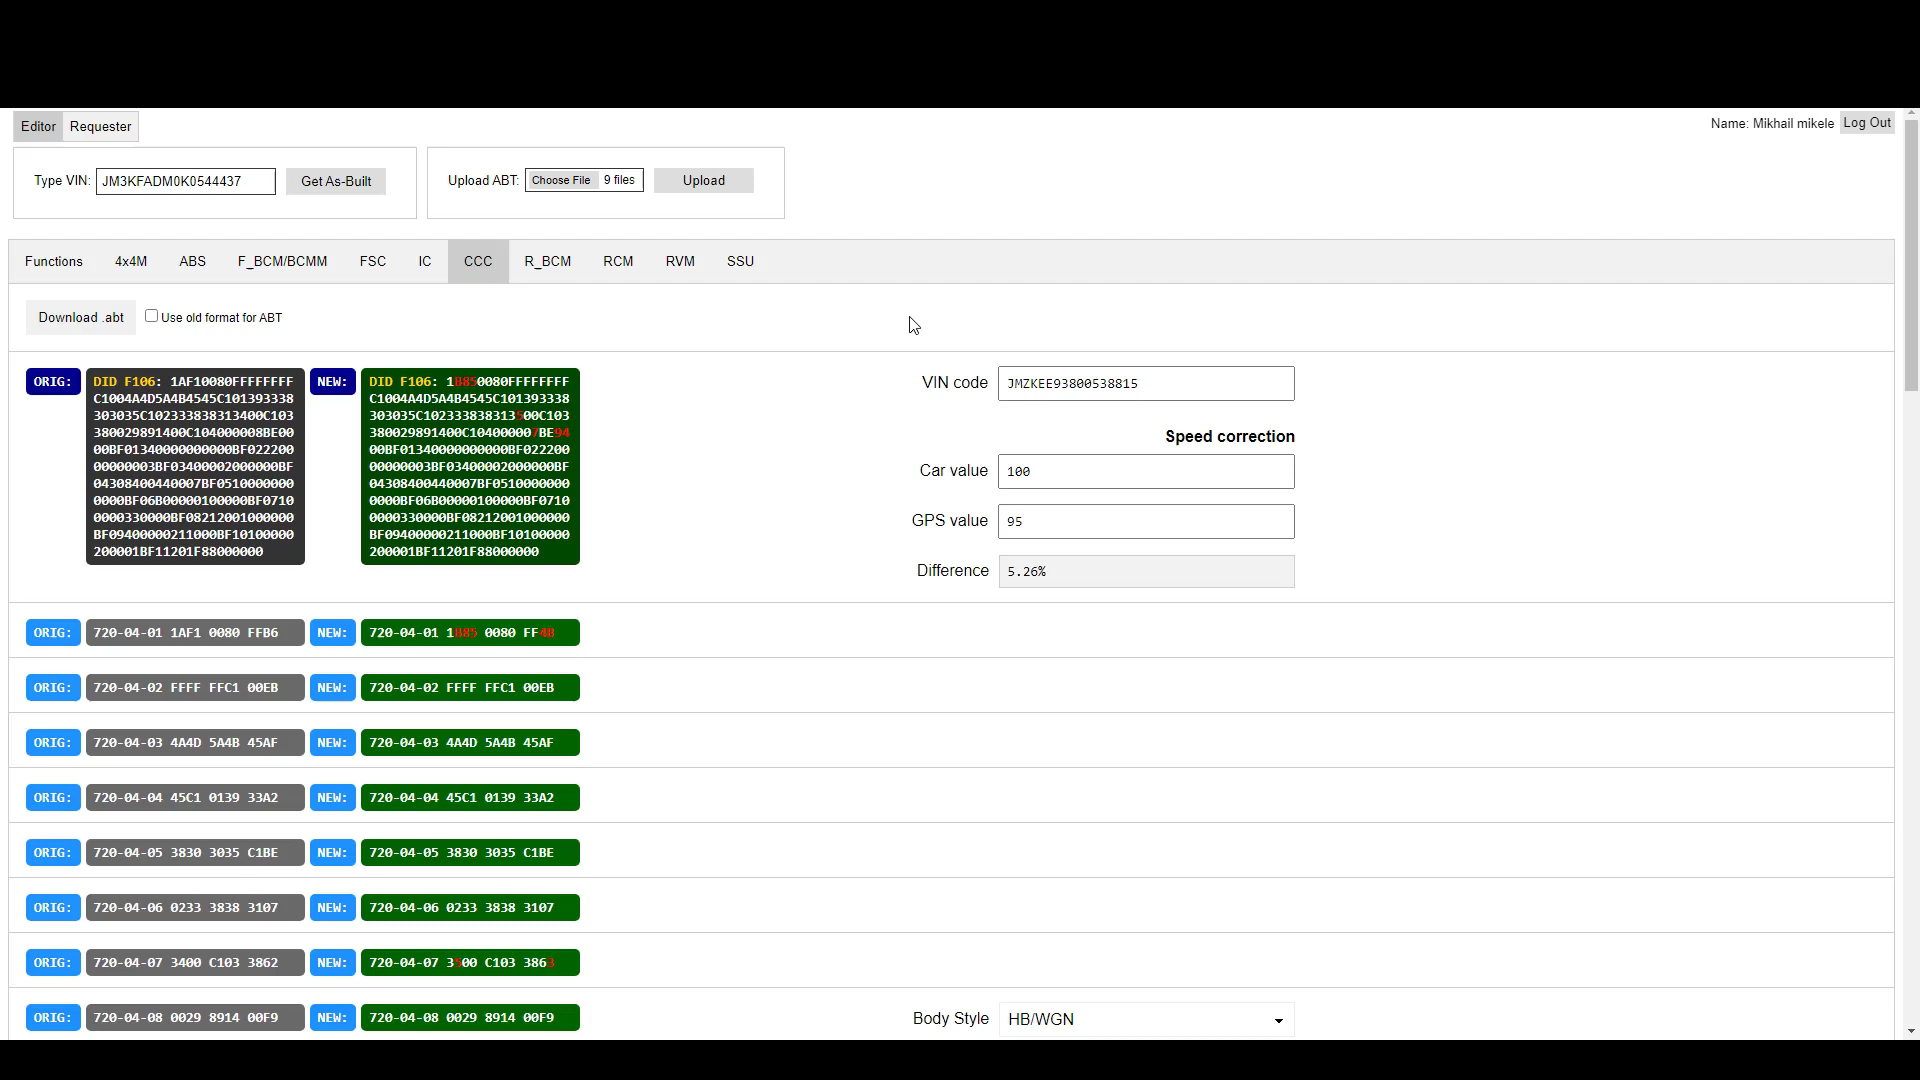 Editor Requester
Name: Mikhail mikele Log Out
Type VIN: JM3KFADM0K0544437 Get As-Built
Upload ABT: Choose File 9 files Upload
Functions 4x4M ABS F_BCM/BCMM FSC IC CCC R_BCM RCM RVM SSU
Download .abt Use old format for ABT
ORIG:
DID F106: 1AF10080FFFFFFFF
C1004A4D5A4B4545C101393338
303035C102333838313400C103
380029891400C104000008BE00
00BF01340000000000BF022200
00000003BF03400002000000BF
04308400440007BF0510000000
0000BF06B00000100000BF0710
0000330000BF08212001000000
BF09400000211000BF10100000
200001BF11201F88000000
NEW:
DID F106: 1B850080FFFFFFFF
C1004A4D5A4B4545C101393338
303035C102333838313500C103
380029891400C104000007BE94
00BF01340000000000BF022200
00000003BF03400002000000BF
04308400440007BF0510000000
0000BF06B00000100000BF0710
0000330000BF08212001000000
BF09400000211000BF10100000
200001BF11201F88000000
VIN code JMZKEE93800538815
Speed correction
Car value 100
GPS value 95
Difference 5.26%
ORIG: 720-04-01 1AF1 0080 FFB6 NEW: 720-04-01 1B85 0080 FF4B
ORIG: 720-04-02 FFFF FFC1 00EB NEW: 720-04-02 FFFF FFC1 00EB
ORIG: 720-04-03 4A4D 5A4B 45AF NEW: 720-04-03 4A4D 5A4B 45AF
ORIG: 720-04-04 45C1 0139 33A2 NEW: 720-04-04 45C1 0139 33A2
ORIG: 720-04-05 3830 3035 C1BE NEW: 720-04-05 3830 3035 C1BE
ORIG: 720-04-06 0233 3838 3107 NEW: 720-04-06 0233 3838 3107
ORIG: 720-04-07 3400 C103 3862 NEW: 720-04-07 3500 C103 3863
ORIG: 720-04-08 0029 8914 00F9 NEW: 720-04-08 0029 8914 00F9
Body Style HB/WGN